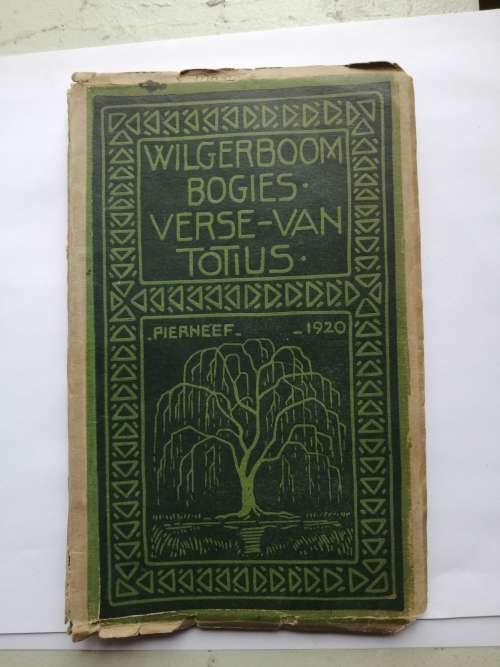 WILGERBOOM
BOGIES·
VERSE-VAN
TOTIUS·
-PIERNEEF- -1920